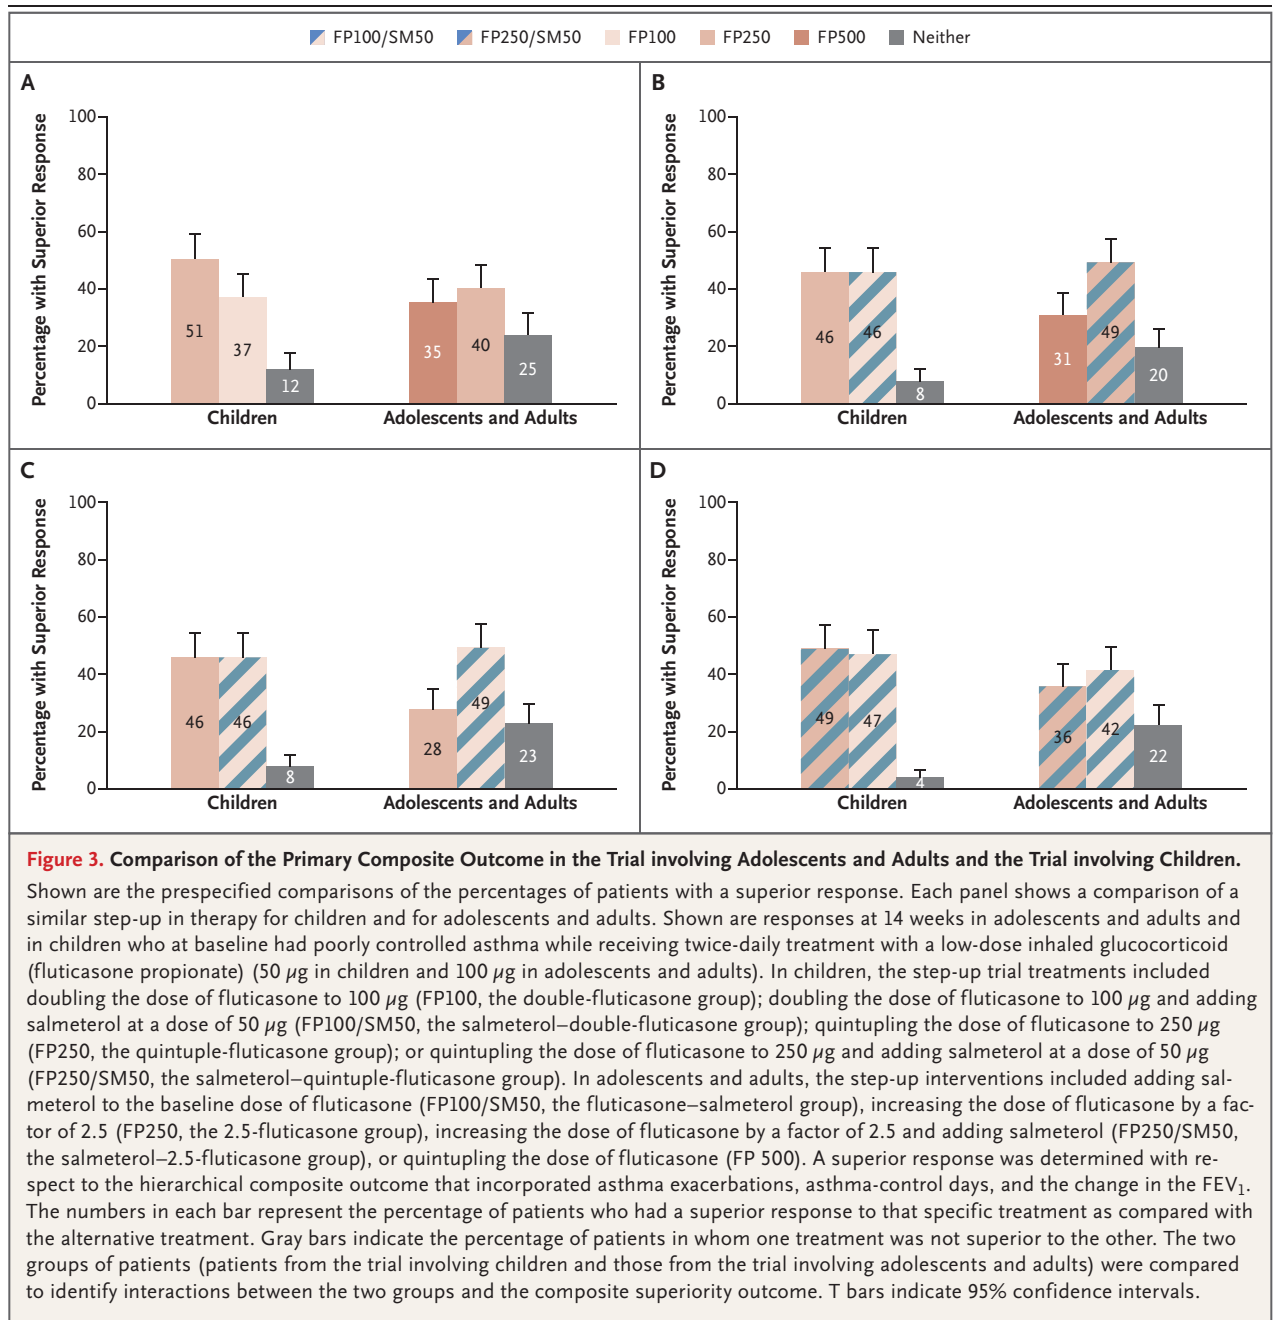 FP100/SM50 FP250/SM50 FP100 FP250 FP500 Neither
A
Percentage with Superior Response
100
80
60
40
20
0
51
37
12
35
40
25
Children
Adolescents and Adults
B
Percentage with Superior Response
100
80
60
40
20
0
46
46
8
31
49
20
Children
Adolescents and Adults
C
Percentage with Superior Response
100
80
60
40
20
0
46
46
8
28
49
23
Children
Adolescents and Adults
D
Percentage with Superior Response
100
80
60
40
20
0
49
47
4
36
42
22
Children
Adolescents and Adults
Figure 3. Comparison of the Primary Composite Outcome in the Trial involving Adolescents and Adults and the Trial involving Children.
Shown are the prespecified comparisons of the percentages of patients with a superior response. Each panel shows a comparison of a
similar step-up in therapy for children and for adolescents and adults. Shown are responses at 14 weeks in adolescents and adults and
in children who at baseline had poorly controlled asthma while receiving twice-daily treatment with a low-dose inhaled glucocorticoid
(fluticasone propionate) (50 μg in children and 100 μg in adolescents and adults). In children, the step-up trial treatments included
doubling the dose of fluticasone to 100 μg (FP100, the double-fluticasone group); doubling the dose of fluticasone to 100 μg and adding
salmeterol at a dose of 50 μg (FP100/SM50, the salmeterol–double-fluticasone group); quintupling the dose of fluticasone to 250 μg
(FP250, the quintuple-fluticasone group); or quintupling the dose of fluticasone to 250 μg and adding salmeterol at a dose of 50 μg
(FP250/SM50, the salmeterol–quintuple-fluticasone group). In adolescents and adults, the step-up interventions included adding sal-
meterol to the baseline dose of fluticasone (FP100/SM50, the fluticasone–salmeterol group), increasing the dose of fluticasone by a fac-
tor of 2.5 (FP250, the 2.5-fluticasone group), increasing the dose of fluticasone by a factor of 2.5 and adding salmeterol (FP250/SM50,
the salmeterol–2.5-fluticasone group), or quintupling the dose of fluticasone (FP 500). A superior response was determined with re-
spect to the hierarchical composite outcome that incorporated asthma exacerbations, asthma-control days, and the change in the FEV₁.
The numbers in each bar represent the percentage of patients who had a superior response to that specific treatment as compared with
the alternative treatment. Gray bars indicate the percentage of patients in whom one treatment was not superior to the other. The two
groups of patients (patients from the trial involving children and those from the trial involving adolescents and adults) were compared
to identify interactions between the two groups and the composite superiority outcome. T bars indicate 95% confidence intervals.